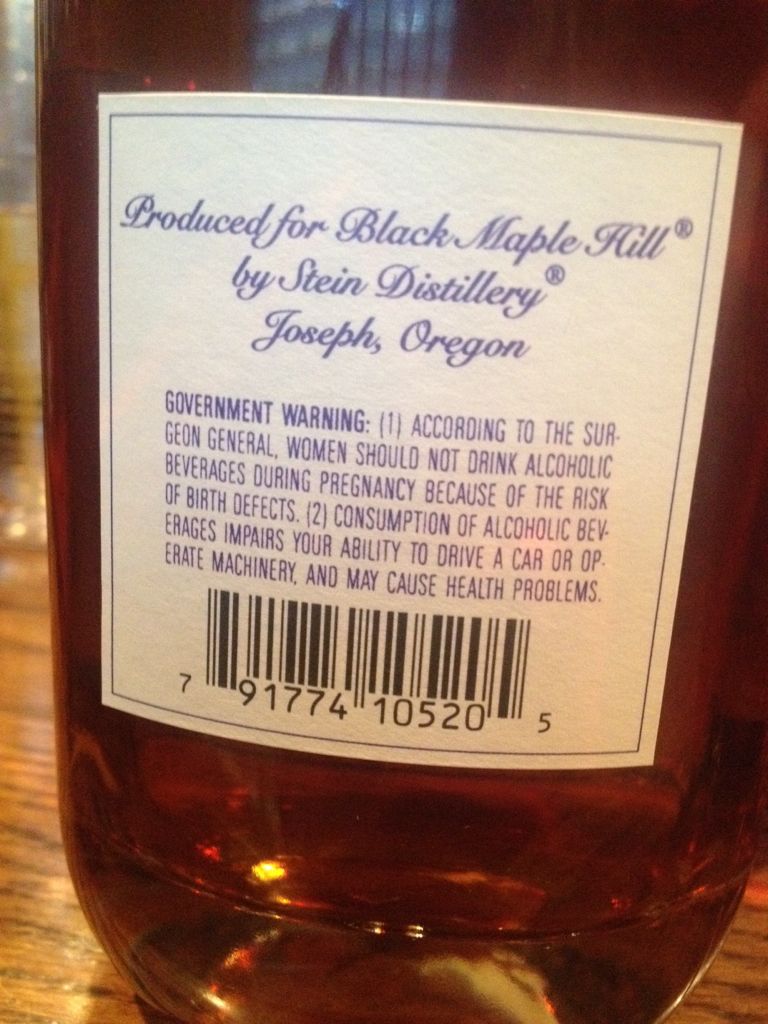 Produced for Black Maple Hill®
by Stein Distillery®
Joseph, Oregon
GOVERNMENT WARNING: (1) ACCORDING TO THE SUR-
GEON GENERAL, WOMEN SHOULD NOT DRINK ALCOHOLIC
BEVERAGES DURING PREGNANCY BECAUSE OF THE RISK
OF BIRTH DEFECTS. (2) CONSUMPTION OF ALCOHOLIC BEV-
ERAGES IMPAIRS YOUR ABILITY TO DRIVE A CAR OR OP-
ERATE MACHINERY, AND MAY CAUSE HEALTH PROBLEMS.
7 91774 10520 5